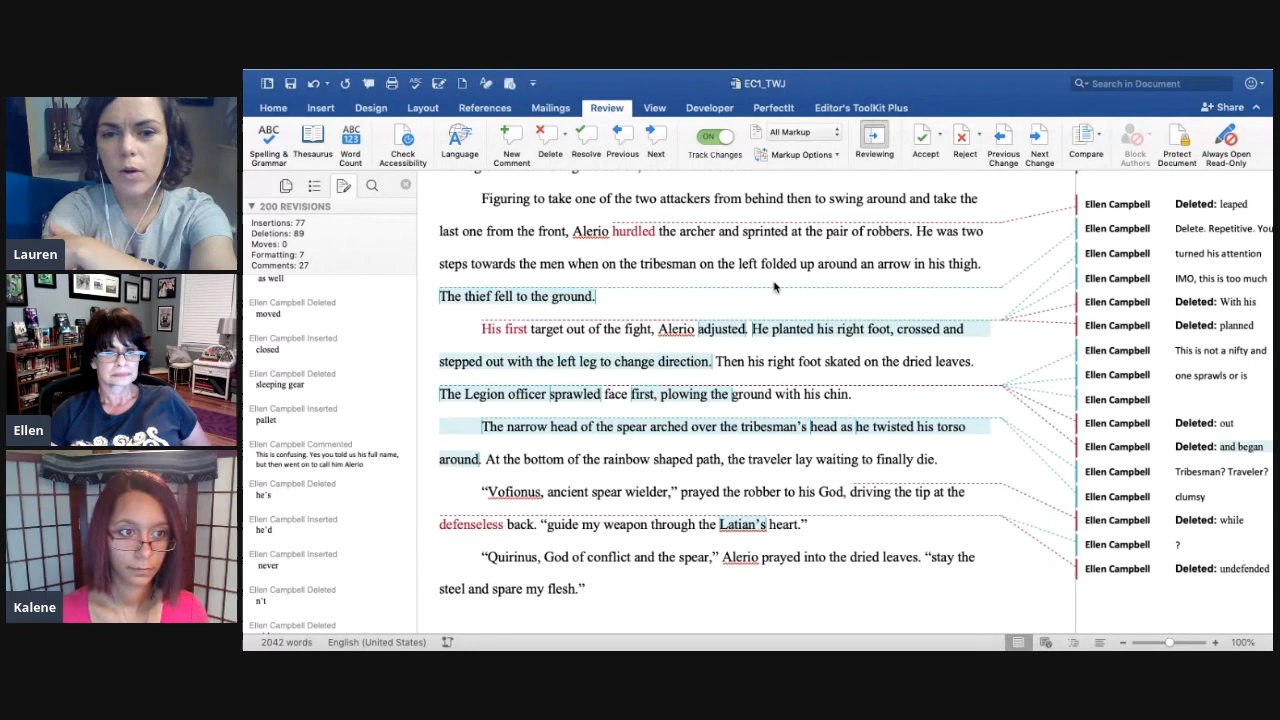 Lauren
Ellen
Kalene
EC1_TWJ
Search in Document
Home Insert Design Layout References Mailings Review View Developer PerfectIt Editor's ToolKit Plus
Share
ABC
Spelling & Grammar
Thesaurus
ABC 123
Word Count
Check Accessibility
Language
New Comment
Delete
Resolve
Previous
Next
ON
Track Changes
All Markup
Markup Options
Reviewing
Accept
Reject
Previous Change
Next Change
Compare
Block Authors
Protect Document
Always Open Read-Only
200 REVISIONS
Insertions: 77
Deletions: 89
Moves: 0
Formatting: 7
Comments: 27
as well
Ellen Campbell Deleted
moved
Ellen Campbell Inserted
closed
Ellen Campbell Deleted
sleeping gear
Ellen Campbell Inserted
pallet
Ellen Campbell Commented
This is confusing. Yes you told us his full name,
but then went on to call him Alerio
Ellen Campbell Deleted
he's
Ellen Campbell Inserted
he'd
Ellen Campbell Inserted
never
Ellen Campbell Deleted
n't
Ellen Campbell Deleted
Figuring to take one of the two attackers from behind then to swing around and take the
last one from the front, Alerio hurdled the archer and sprinted at the pair of robbers. He was two
steps towards the men when on the tribesman on the left folded up around an arrow in his thigh.
The thief fell to the ground.
His first target out of the fight, Alerio adjusted. He planted his right foot, crossed and
stepped out with the left leg to change direction. Then his right foot skated on the dried leaves.
The Legion officer sprawled face first, plowing the ground with his chin.
The narrow head of the spear arched over the tribesman's head as he twisted his torso
around. At the bottom of the rainbow shaped path, the traveler lay waiting to finally die.
“Vofionus, ancient spear wielder,” prayed the robber to his God, driving the tip at the
defenseless back. “guide my weapon through the Latian's heart.”
“Quirinus, God of conflict and the spear,” Alerio prayed into the dried leaves. “stay the
steel and spare my flesh.”
Ellen Campbell Deleted: leaped
Ellen Campbell Delete. Repetitive. You
Ellen Campbell turned his attention
Ellen Campbell IMO, this is too much
Ellen Campbell Deleted: With his
Ellen Campbell Deleted: planned
Ellen Campbell This is not a nifty and
Ellen Campbell one sprawls or is
Ellen Campbell
Ellen Campbell Deleted: out
Ellen Campbell Deleted: and began
Ellen Campbell Tribesman? Traveler?
Ellen Campbell clumsy
Ellen Campbell Deleted: while
Ellen Campbell ?
Ellen Campbell Deleted: undefended
2042 words English (United States)
100%